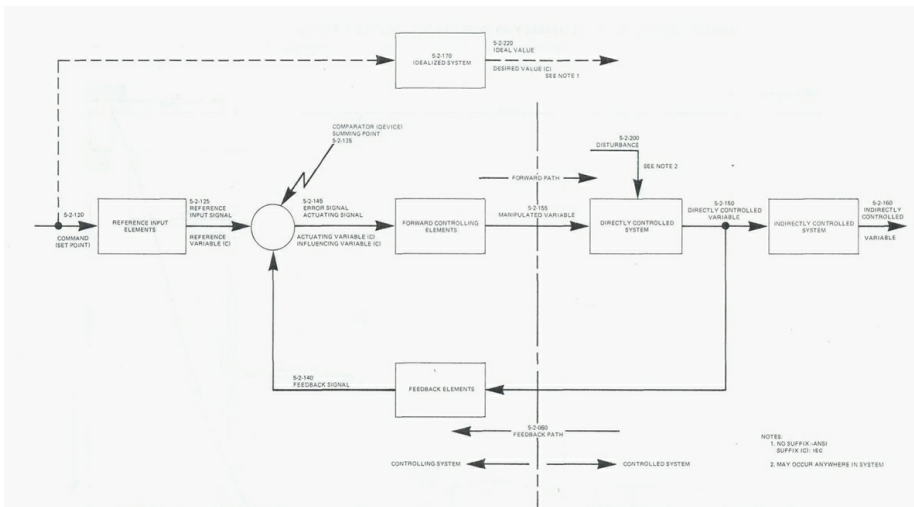 5-2-170
IDEALIZED SYSTEM
5-2-220
IDEAL VALUE
DESIRED VALUE (C)
SEE NOTE 1
COMPARATOR (DEVICE)
SUMMING POINT
5-2-135
5-2-200
DISTURBANCE
SEE NOTE 2
FORWARD PATH
5-2-120
COMMAND
(SET POINT)
REFERENCE INPUT
ELEMENTS
5-2-125
REFERENCE
INPUT SIGNAL
REFERENCE
VARIABLE (C)
5-2-145
ERROR SIGNAL
ACTUATING SIGNAL
ACTUATING VARIABLE (C)
INFLUENCING VARIABLE (C)
FORWARD CONTROLLING
ELEMENTS
5-2-155
MANIPULATED VARIABLE
DIRECTLY CONTROLLED
SYSTEM
5-2-150
DIRECTLY CONTROLLED
VARIABLE
INDIRECTLY CONTROLLED
SYSTEM
5-2-160
INDIRECTLY
CONTROLLED
VARIABLE
5-2-140
FEEDBACK SIGNAL
FEEDBACK ELEMENTS
5-2-060
FEEDBACK PATH
CONTROLLING SYSTEM
CONTROLLED SYSTEM
NOTES:
1. NO SUFFIX:-ANSI
SUFFIX (C): IEC
2. MAY OCCUR ANYWHERE IN SYSTEM